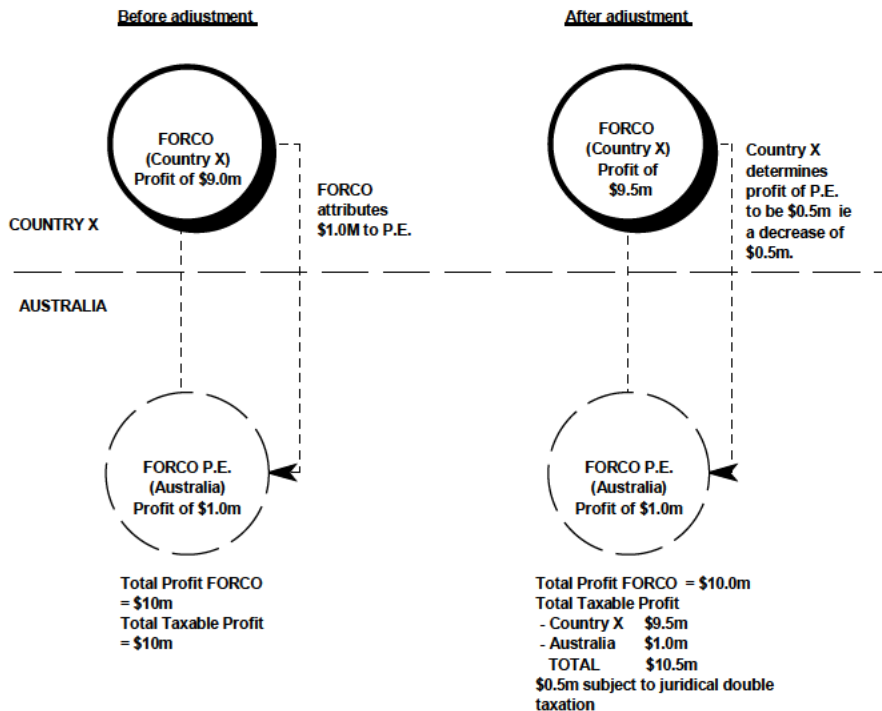 Before adjustment
FORCO
(Country X)
Profit of $9.0m
FORCO
attributes
$1.0M to P.E.
COUNTRY X
AUSTRALIA
FORCO P.E.
(Australia)
Profit of $1.0m
Total Profit FORCO
= $10m
Total Taxable Profit
= $10m
After adjustment
FORCO
(Country X)
Profit of
$9.5m
Country X
determines
profit of P.E.
to be $0.5m ie
a decrease of
$0.5m.
FORCO P.E.
(Australia)
Profit of $1.0m
Total Profit FORCO = $10.0m
Total Taxable Profit
- Country X $9.5m
- Australia $1.0m
TOTAL $10.5m
$0.5m subject to juridical double
taxation